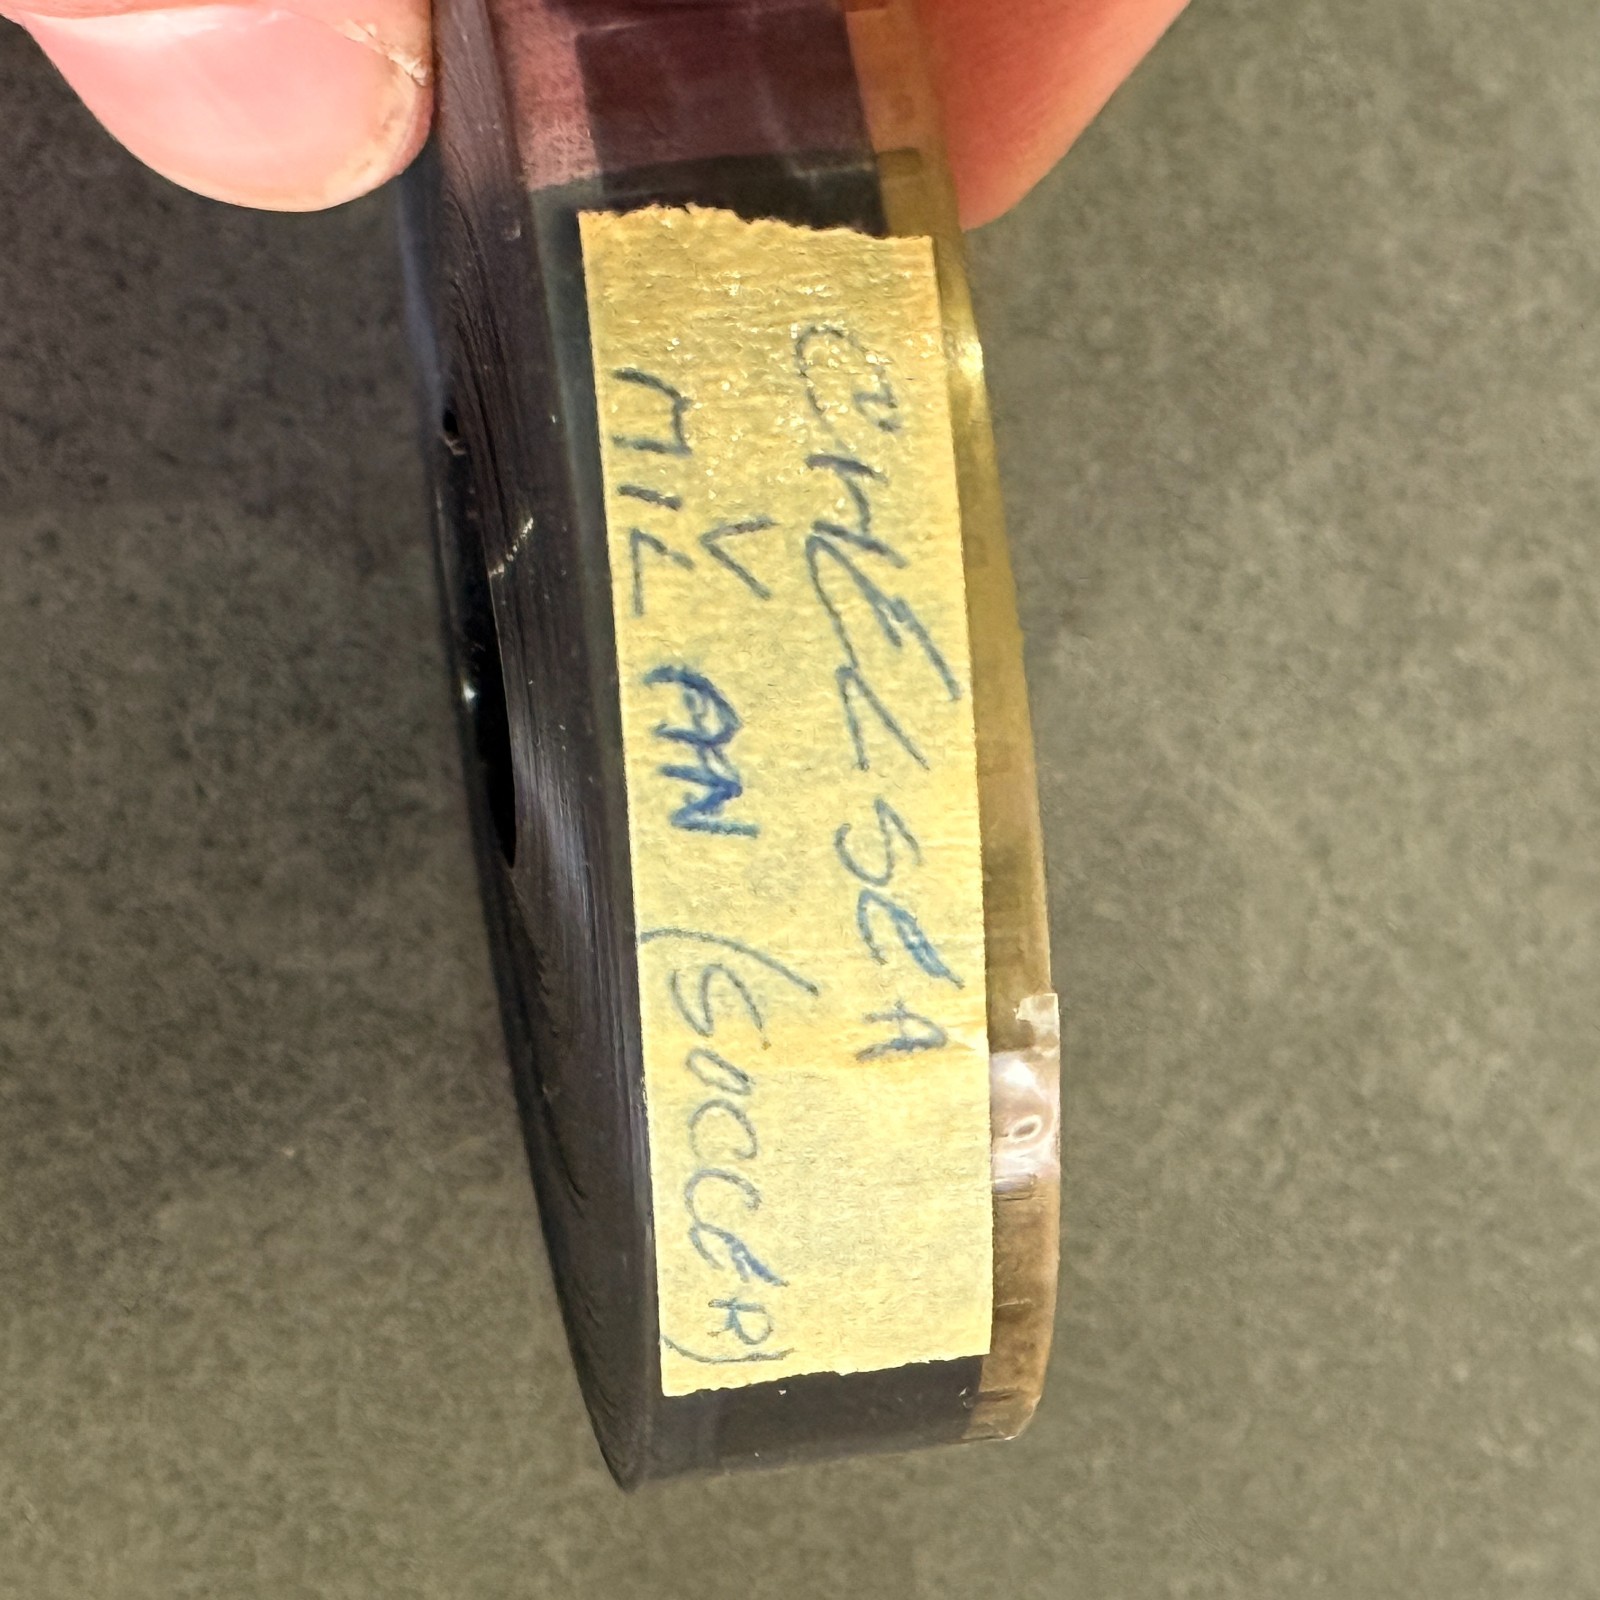 CHELSEA
V
MILAN (SOCCER)